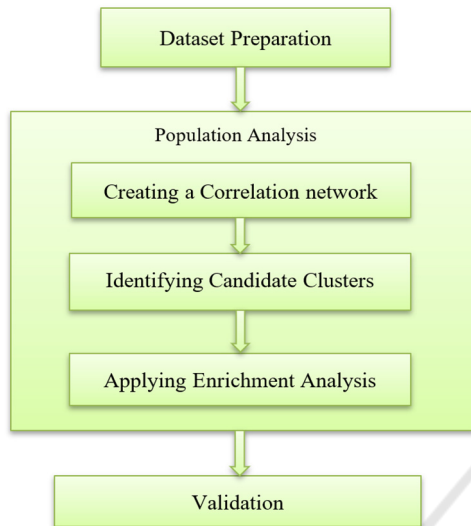 Dataset Preparation
Population Analysis
Creating a Correlation network
Identifying Candidate Clusters
Applying Enrichment Analysis
Validation